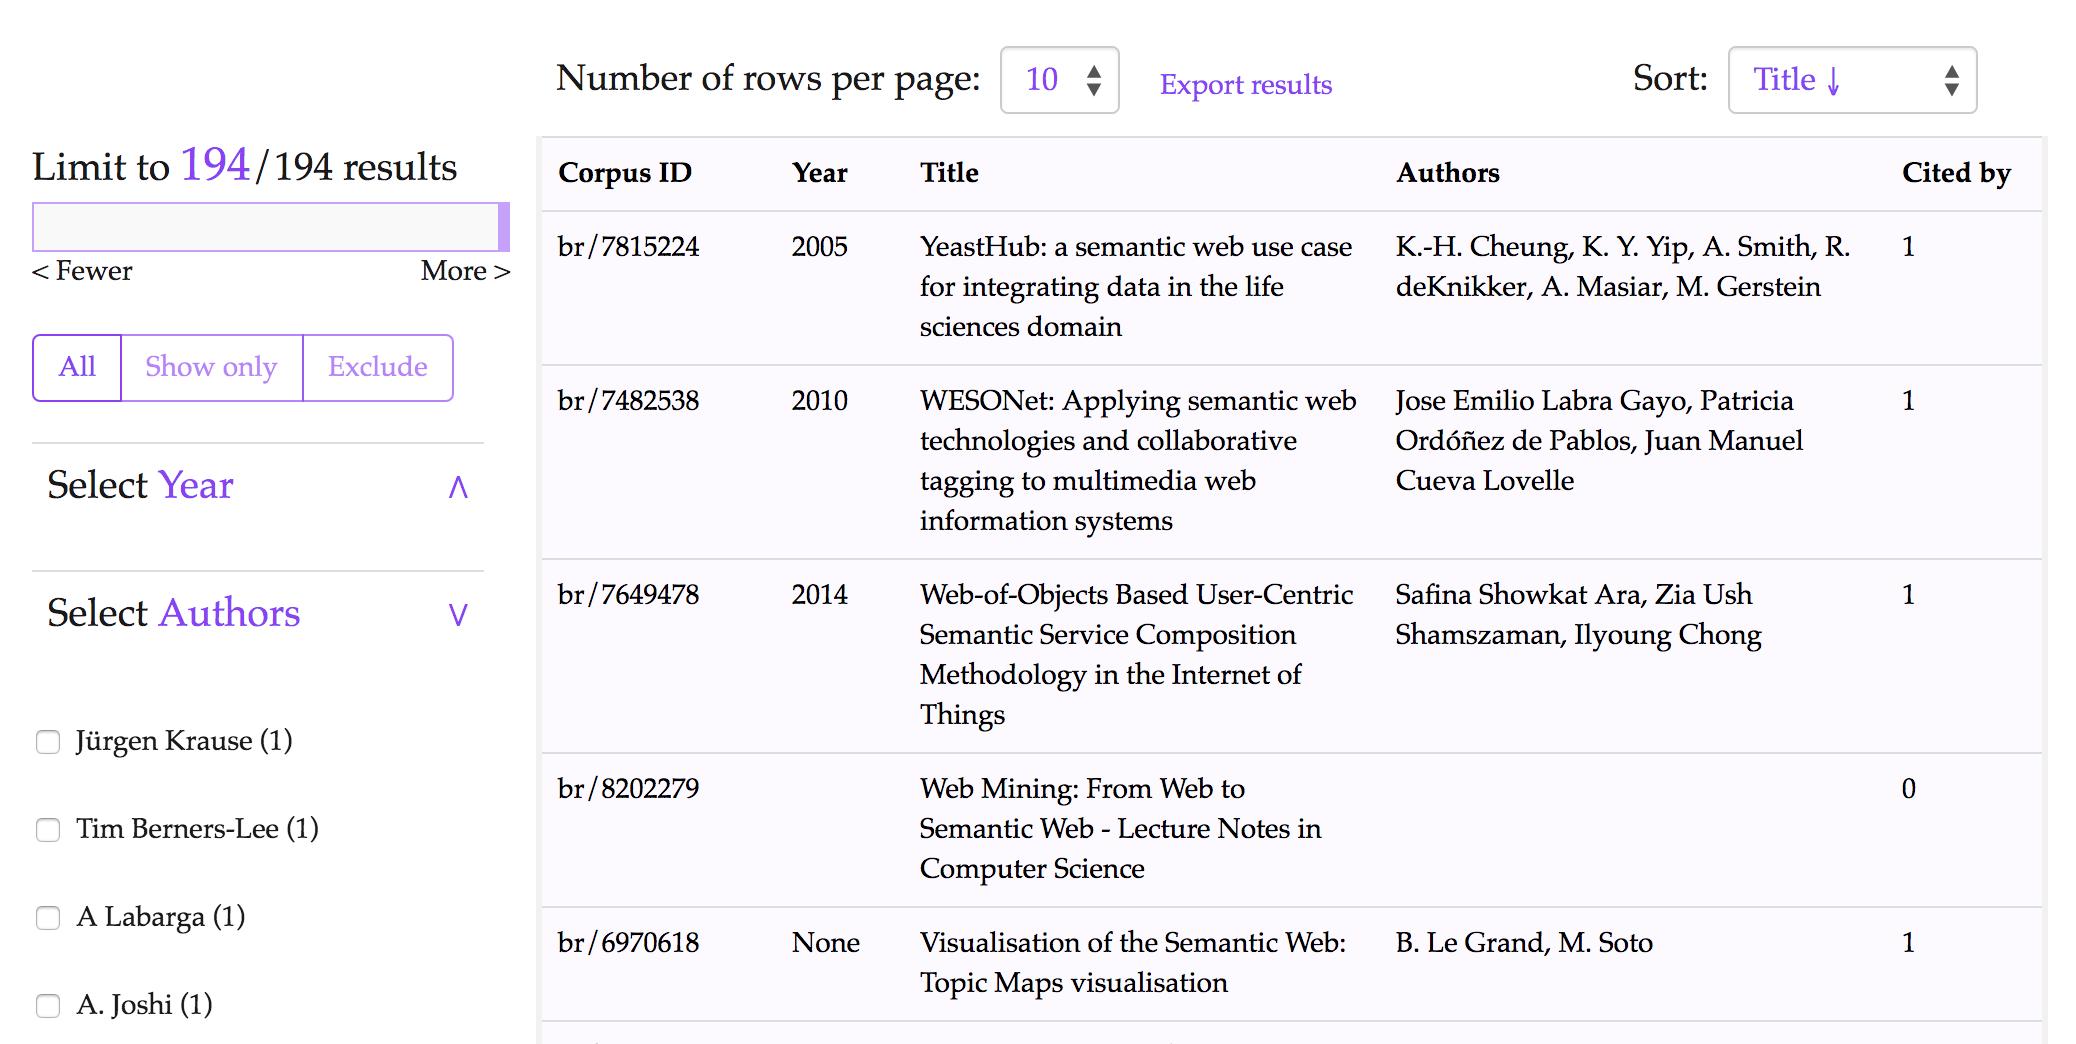 Number of rows per page: 10 Export results Sort: Title ↓
Limit to 194/194 results
< Fewer More >
All Show only Exclude
Select Year
Select Authors
Jürgen Krause (1)
Tim Berners-Lee (1)
A Labarga (1)
A. Joshi (1)
Corpus ID Year Title Authors Cited by
br/7815224 2005 YeastHub: a semantic web use case K.-H. Cheung, K. Y. Yip, A. Smith, R. 1
for integrating data in the life deKnikker, A. Masiar, M. Gerstein
sciences domain
br/7482538 2010 WESONet: Applying semantic web Jose Emilio Labra Gayo, Patricia 1
technologies and collaborative Ordóñez de Pablos, Juan Manuel
tagging to multimedia web Cueva Lovelle
information systems
br/7649478 2014 Web-of-Objects Based User-Centric Safina Showkat Ara, Zia Ush 1
Semantic Service Composition Shamszaman, Ilyoung Chong
Methodology in the Internet of
Things
br/8202279 Web Mining: From Web to 0
Semantic Web - Lecture Notes in
Computer Science
br/6970618 None Visualisation of the Semantic Web: B. Le Grand, M. Soto 1
Topic Maps visualisation